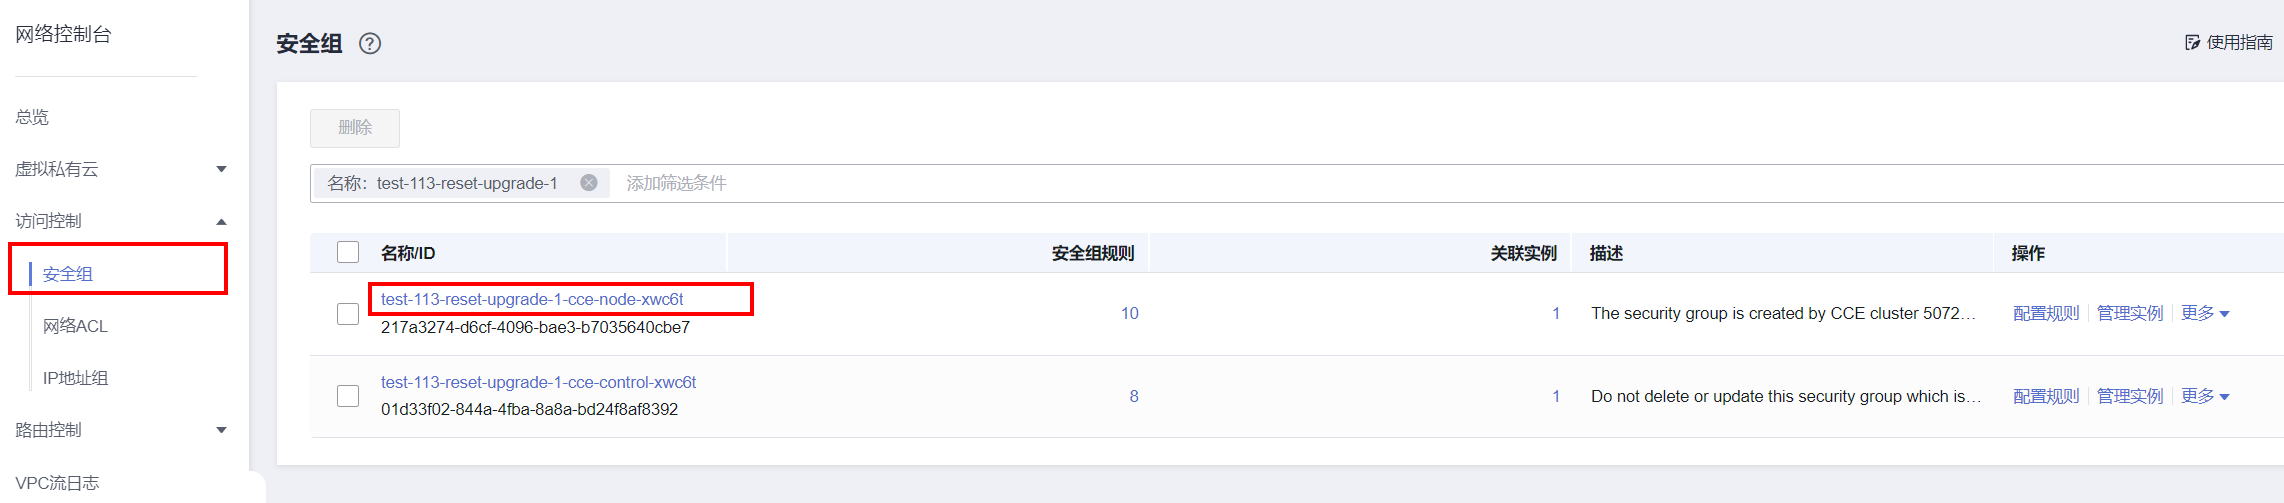 网络控制台
总览
虚拟私有云
访问控制
安全组
网络ACL
IP地址组
路由控制
VPC流日志
安全组 ?
使用指南
删除
名称: test-113-reset-upgrade-1 添加筛选条件
名称/ID 安全组规则 关联实例 描述 操作
test-113-reset-upgrade-1-cce-node-xwc6t
217a3274-d6cf-4096-bae3-b7035640cbe7
10 1 The security group is created by CCE cluster 5072... 配置规则 管理实例 更多
test-113-reset-upgrade-1-cce-control-xwc6t
01d33f02-844a-4fba-8a8a-bd24f8af8392
8 1 Do not delete or update this security group which is... 配置规则 管理实例 更多